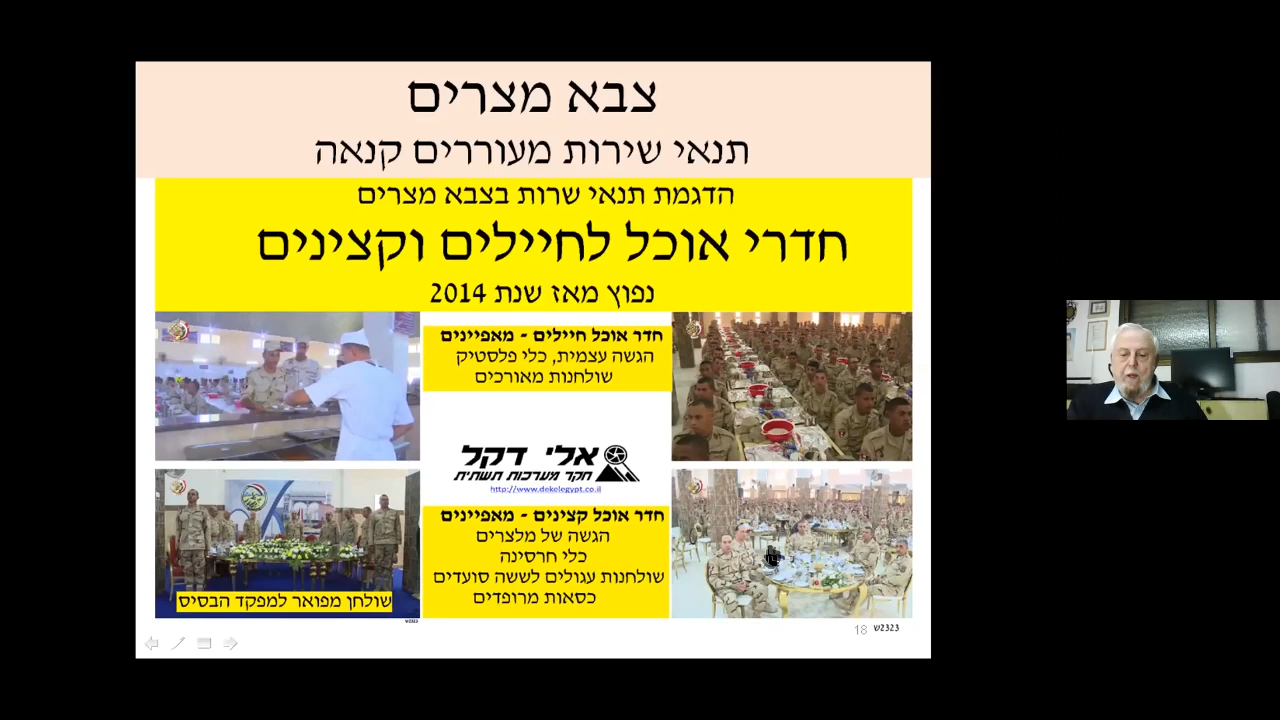 צבא מצרים
תנאי שירות מעוררים קנאה
הדגמת תנאי שרות בצבא מצרים
חדרי אוכל לחיילים וקצינים
נפוץ מאז שנת 2014
חדר אוכל חיילים - מאפיינים
הגשה עצמית, כלי פלסטיק
שולחנות מאורכים
אלי דקל
חקר מערכות תשתית
http://www.dekelegypt.co.il
חדר אוכל קצינים - מאפיינים
הגשה של מלצרים
כלי חרסינה
שולחנות עגולים לששה סועדים
כסאות מרופדים
שולחן מפואר למפקד הבסיס
ש2323
18
ש2323